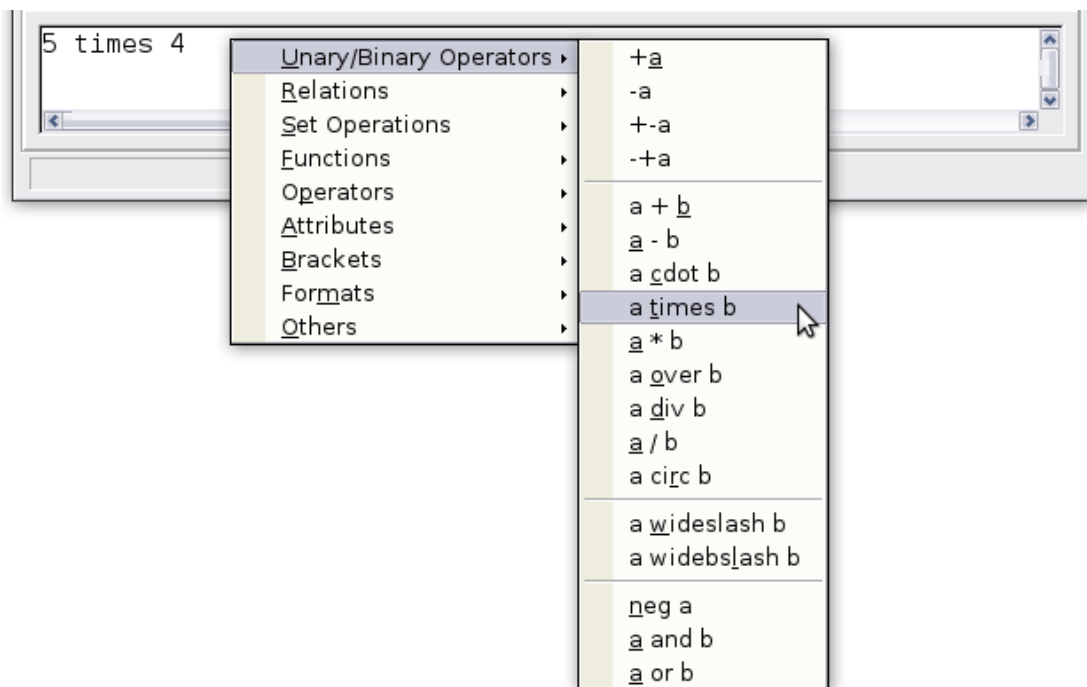 5 times 4
Unary/Binary Operators
Relations
Set Operations
Functions
Operators
Attributes
Brackets
Formats
Others
+a
-a
+-a
-+a
a + b
a - b
a cdot b
a times b
a * b
a over b
a div b
a / b
a circ b
a wideslash b
a widebslash b
neg a
a and b
a or b